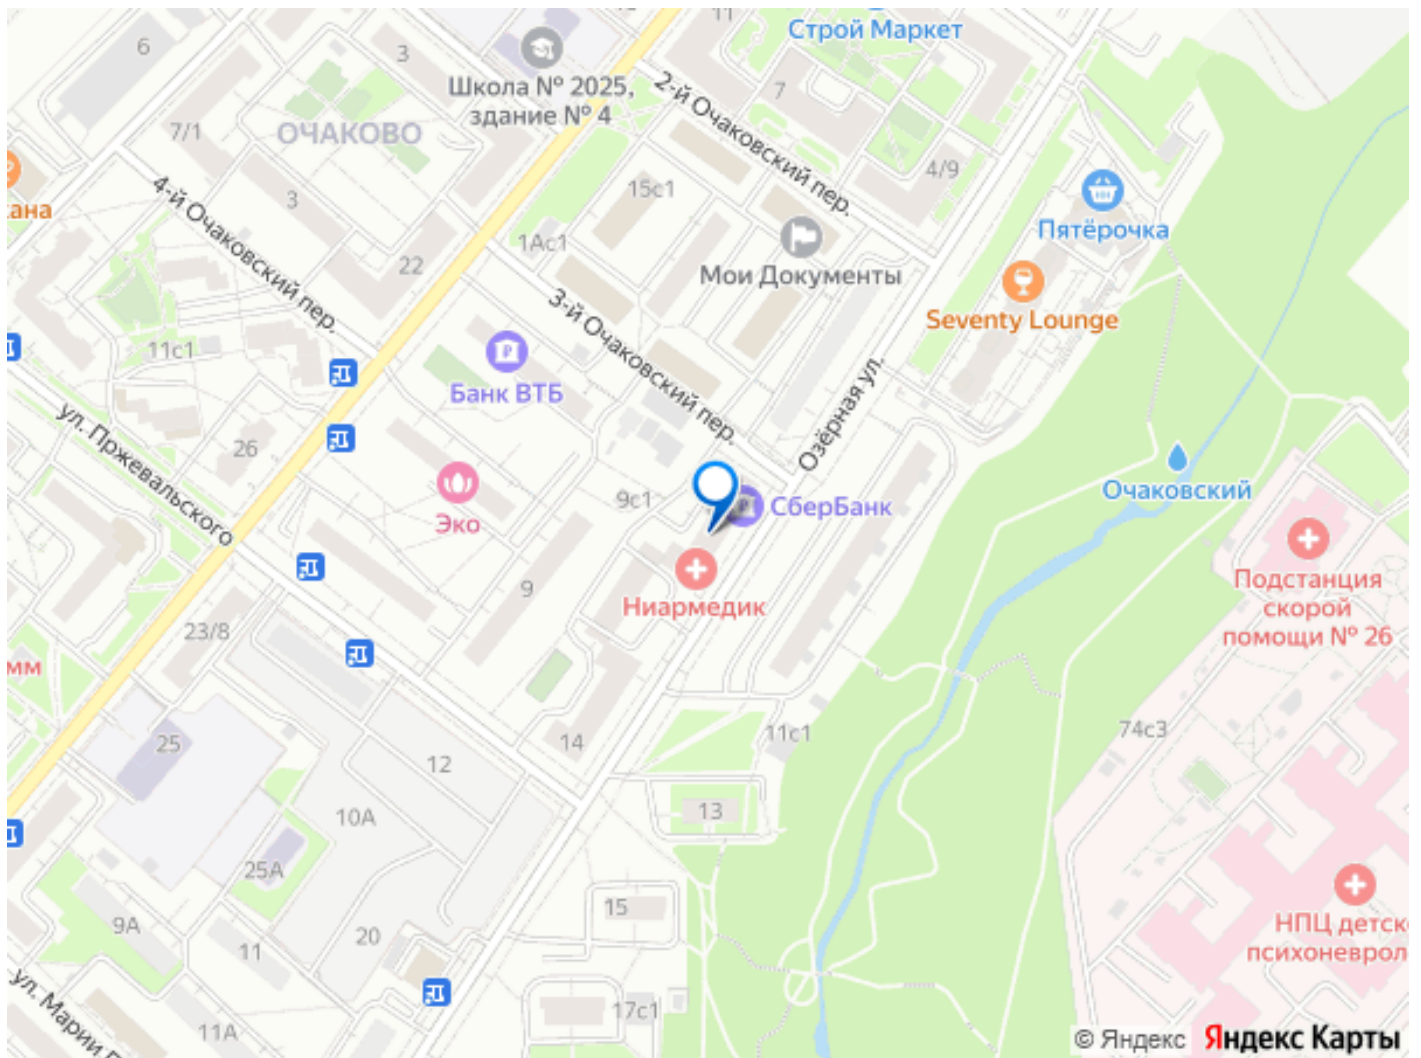 11
Строй Маркет
6
3
Школа № 2025,
здание № 4
7
2-й Очаковский пер.
7/1
ОЧАКОВО
4/9
15с1
3
4-й Очаковский пер.
ана
Пятёрочка
1Ас1
22
Мои Документы
3-й Очаковский пер.
Seventy Lounge
11с1
Банк ВТБ
Озёрная ул.
ул. Пржевальского
26
Очаковский
9с1
СберБанк
Эко
Подстанция
скорой
помощи № 26
9
Ниармедик
23/8
мм
25
14
11с1
74с3
12
13
10А
25А
15
9А
11
20
НПЦ детск
психоневрол
ул. Марии
11А
17с1
© Яндекс Яндекс Карты